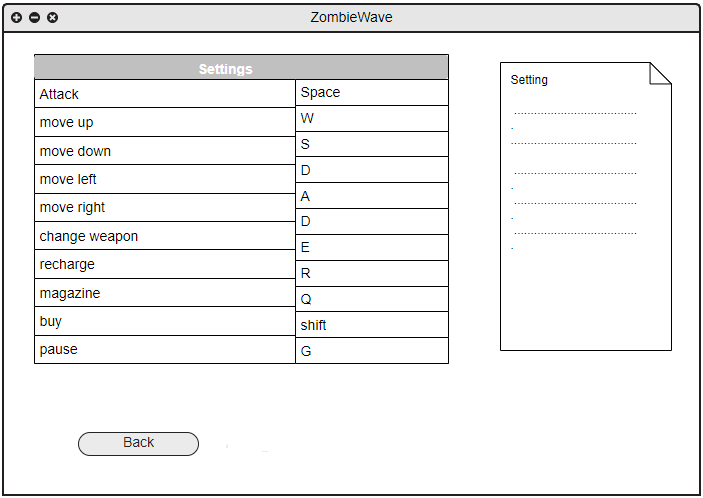 ZombieWave
Settings
Attack
Space
move up
W
move down
S
move left
D
move right
A
change weapon
D
recharge
E
magazine
R
buy
Q
pause
shift
G
Setting
.....................................
.
.....................................
.....................................
.
.....................................
.
.....................................
.
Back